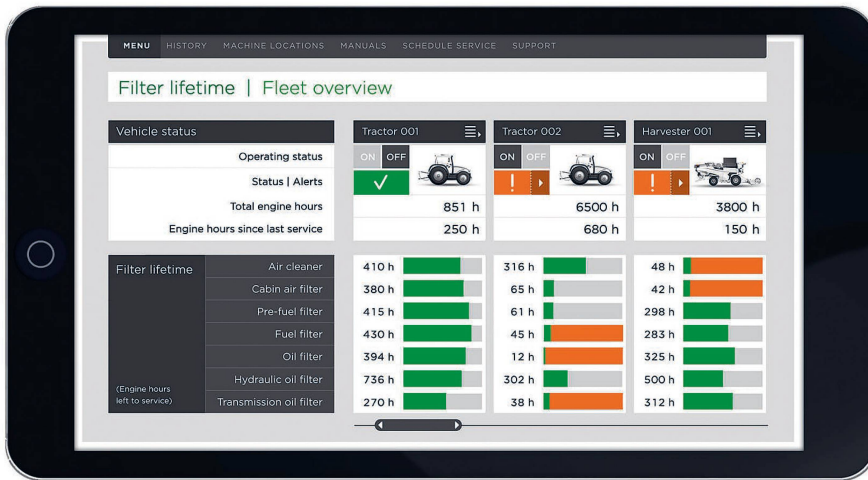 MENU HISTORY MACHINE LOCATIONS MANUALS SCHEDULE SERVICE SUPPORT
Filter lifetime | Fleet overview
Vehicle status Tractor 001 Tractor 002 Harvester 001
Operating status ON OFF ON OFF ON OFF
Status | Alerts ! !
Total engine hours 851 h 6500 h 3800 h
Engine hours since last service 250 h 680 h 150 h
Filter lifetime Air cleaner 410 h 316 h 48 h
Cabin air filter 380 h 65 h 42 h
Pre-fuel filter 415 h 61 h 298 h
Fuel filter 430 h 45 h 283 h
Oil filter 394 h 12 h 325 h
Hydraulic oil filter 736 h 302 h 500 h
(Engine hours
left to service) Transmission oil filter 270 h 38 h 312 h